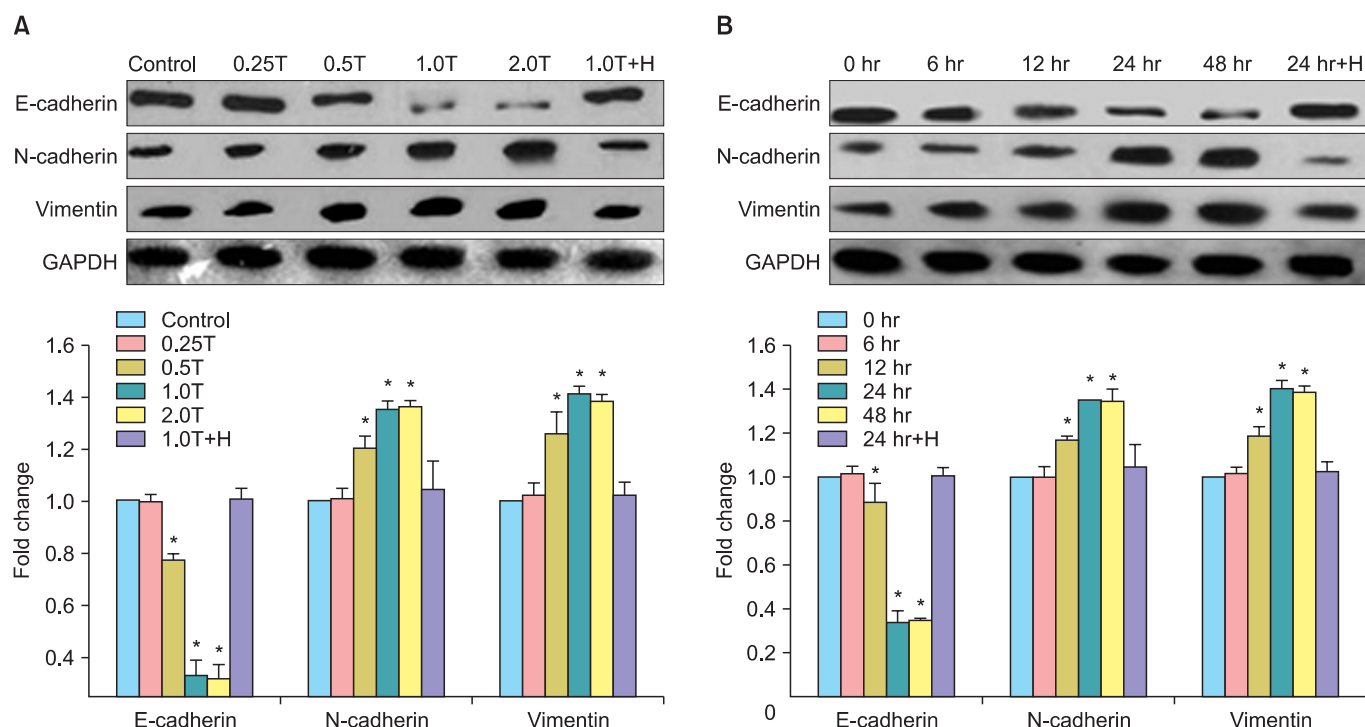 A
Control 0.25T 0.5T 1.0T 2.0T 1.0T+H
E-cadherin
N-cadherin
Vimentin
GAPDH
Control
0.25T
0.5T
1.0T
2.0T
1.0T+H
Fold change
1.6
1.4
1.2
1.0
0.8
0.6
0.4
* * * * * * * * *
E-cadherin N-cadherin Vimentin
B
0 hr 6 hr 12 hr 24 hr 48 hr 24 hr+H
E-cadherin
N-cadherin
Vimentin
GAPDH
0 hr
6 hr
12 hr
24 hr
48 hr
24 hr+H
Fold change
1.6
1.4
1.2
1.0
0.8
0.6
0.4
0.2
0
* * * * * * * * *
E-cadherin N-cadherin Vimentin